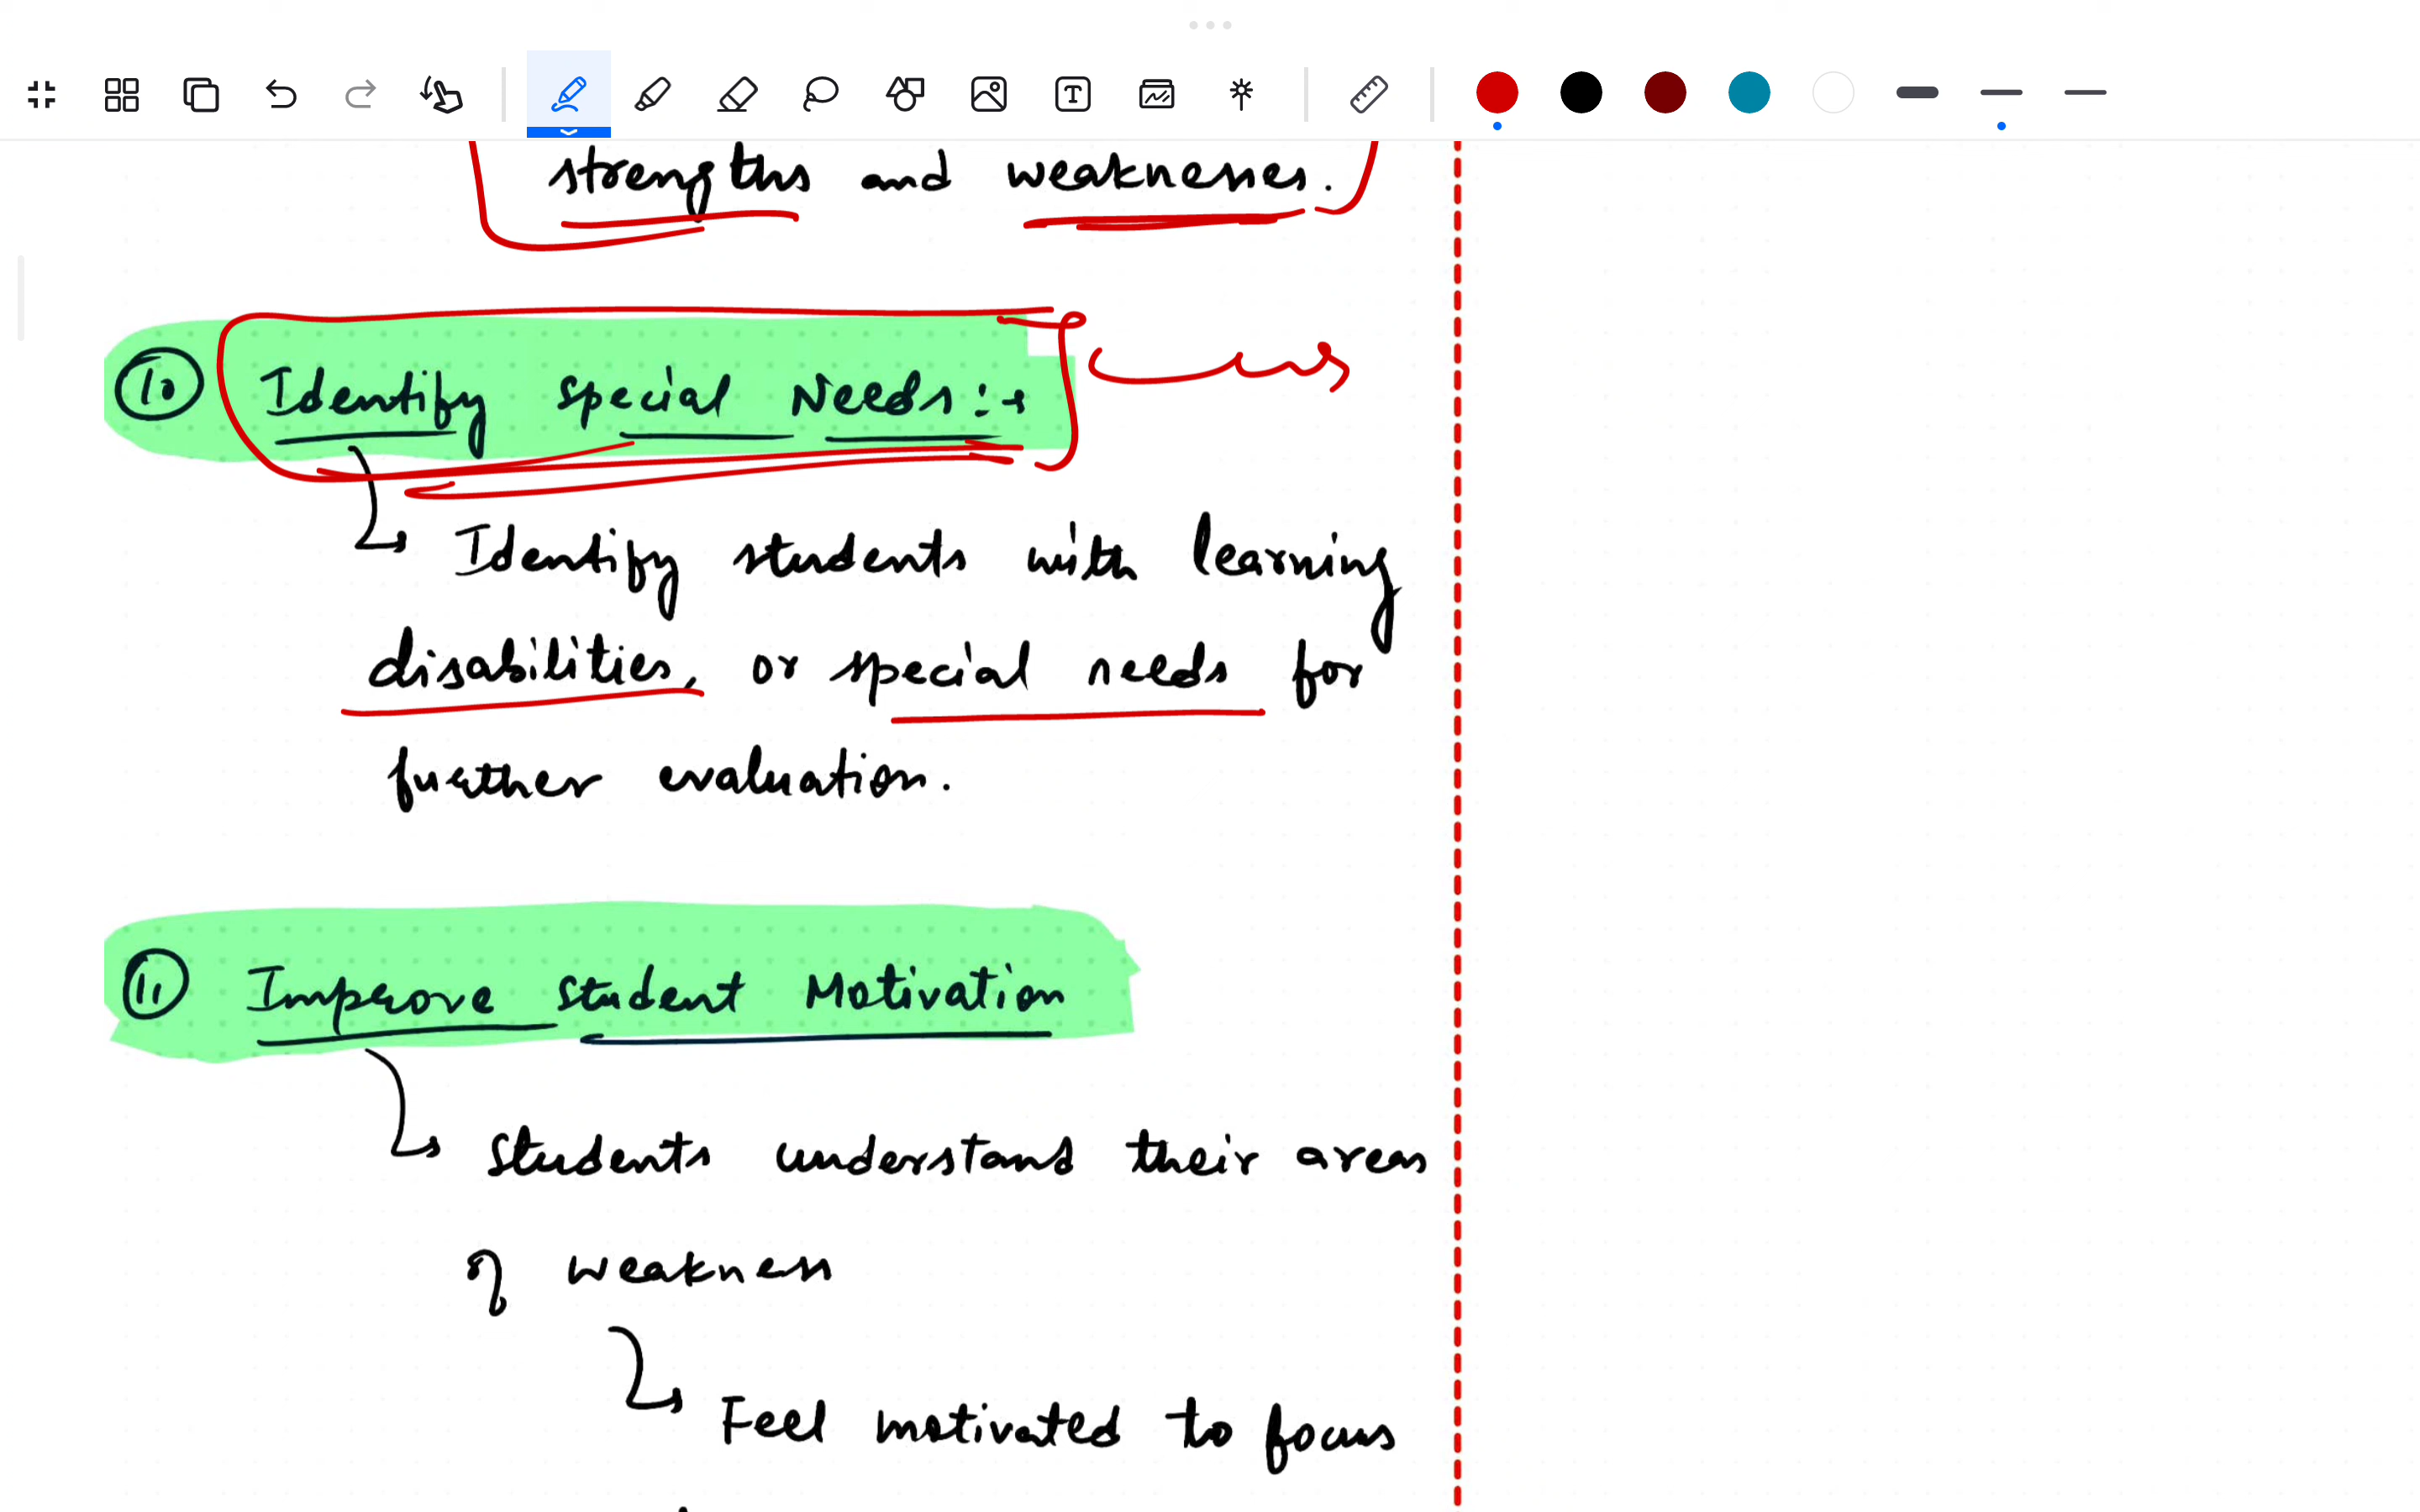 strengths and weaknesses.
10 Identify special Needs:→
Identify students with learning
disabilities, or special needs for
further evaluation.
11 Improve student Motivation
Students understand their areas
of weakness
Feel motivated to focus